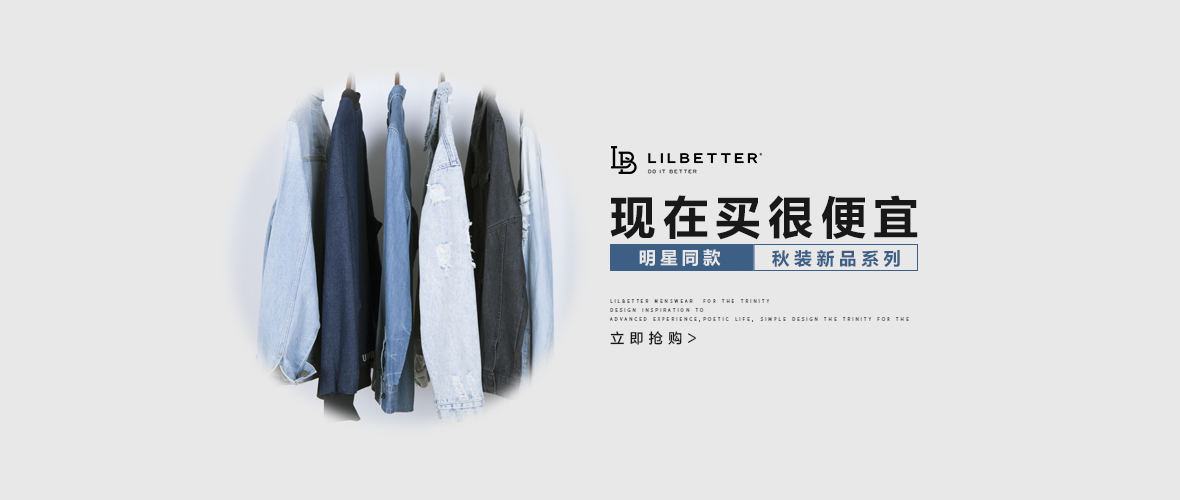 LB LILBETTER
DO IT BETTER
现在买很便宜
明星同款 秋装新品系列
LILBETTER MENSWEAR FOR THE TRINITY
DESIGN INSPIRATION TO
ADVANCED EXPERIENCE,POETIC LIFE, SIMPLE DESIGN THE TRINITY FOR THE
立即抢购>